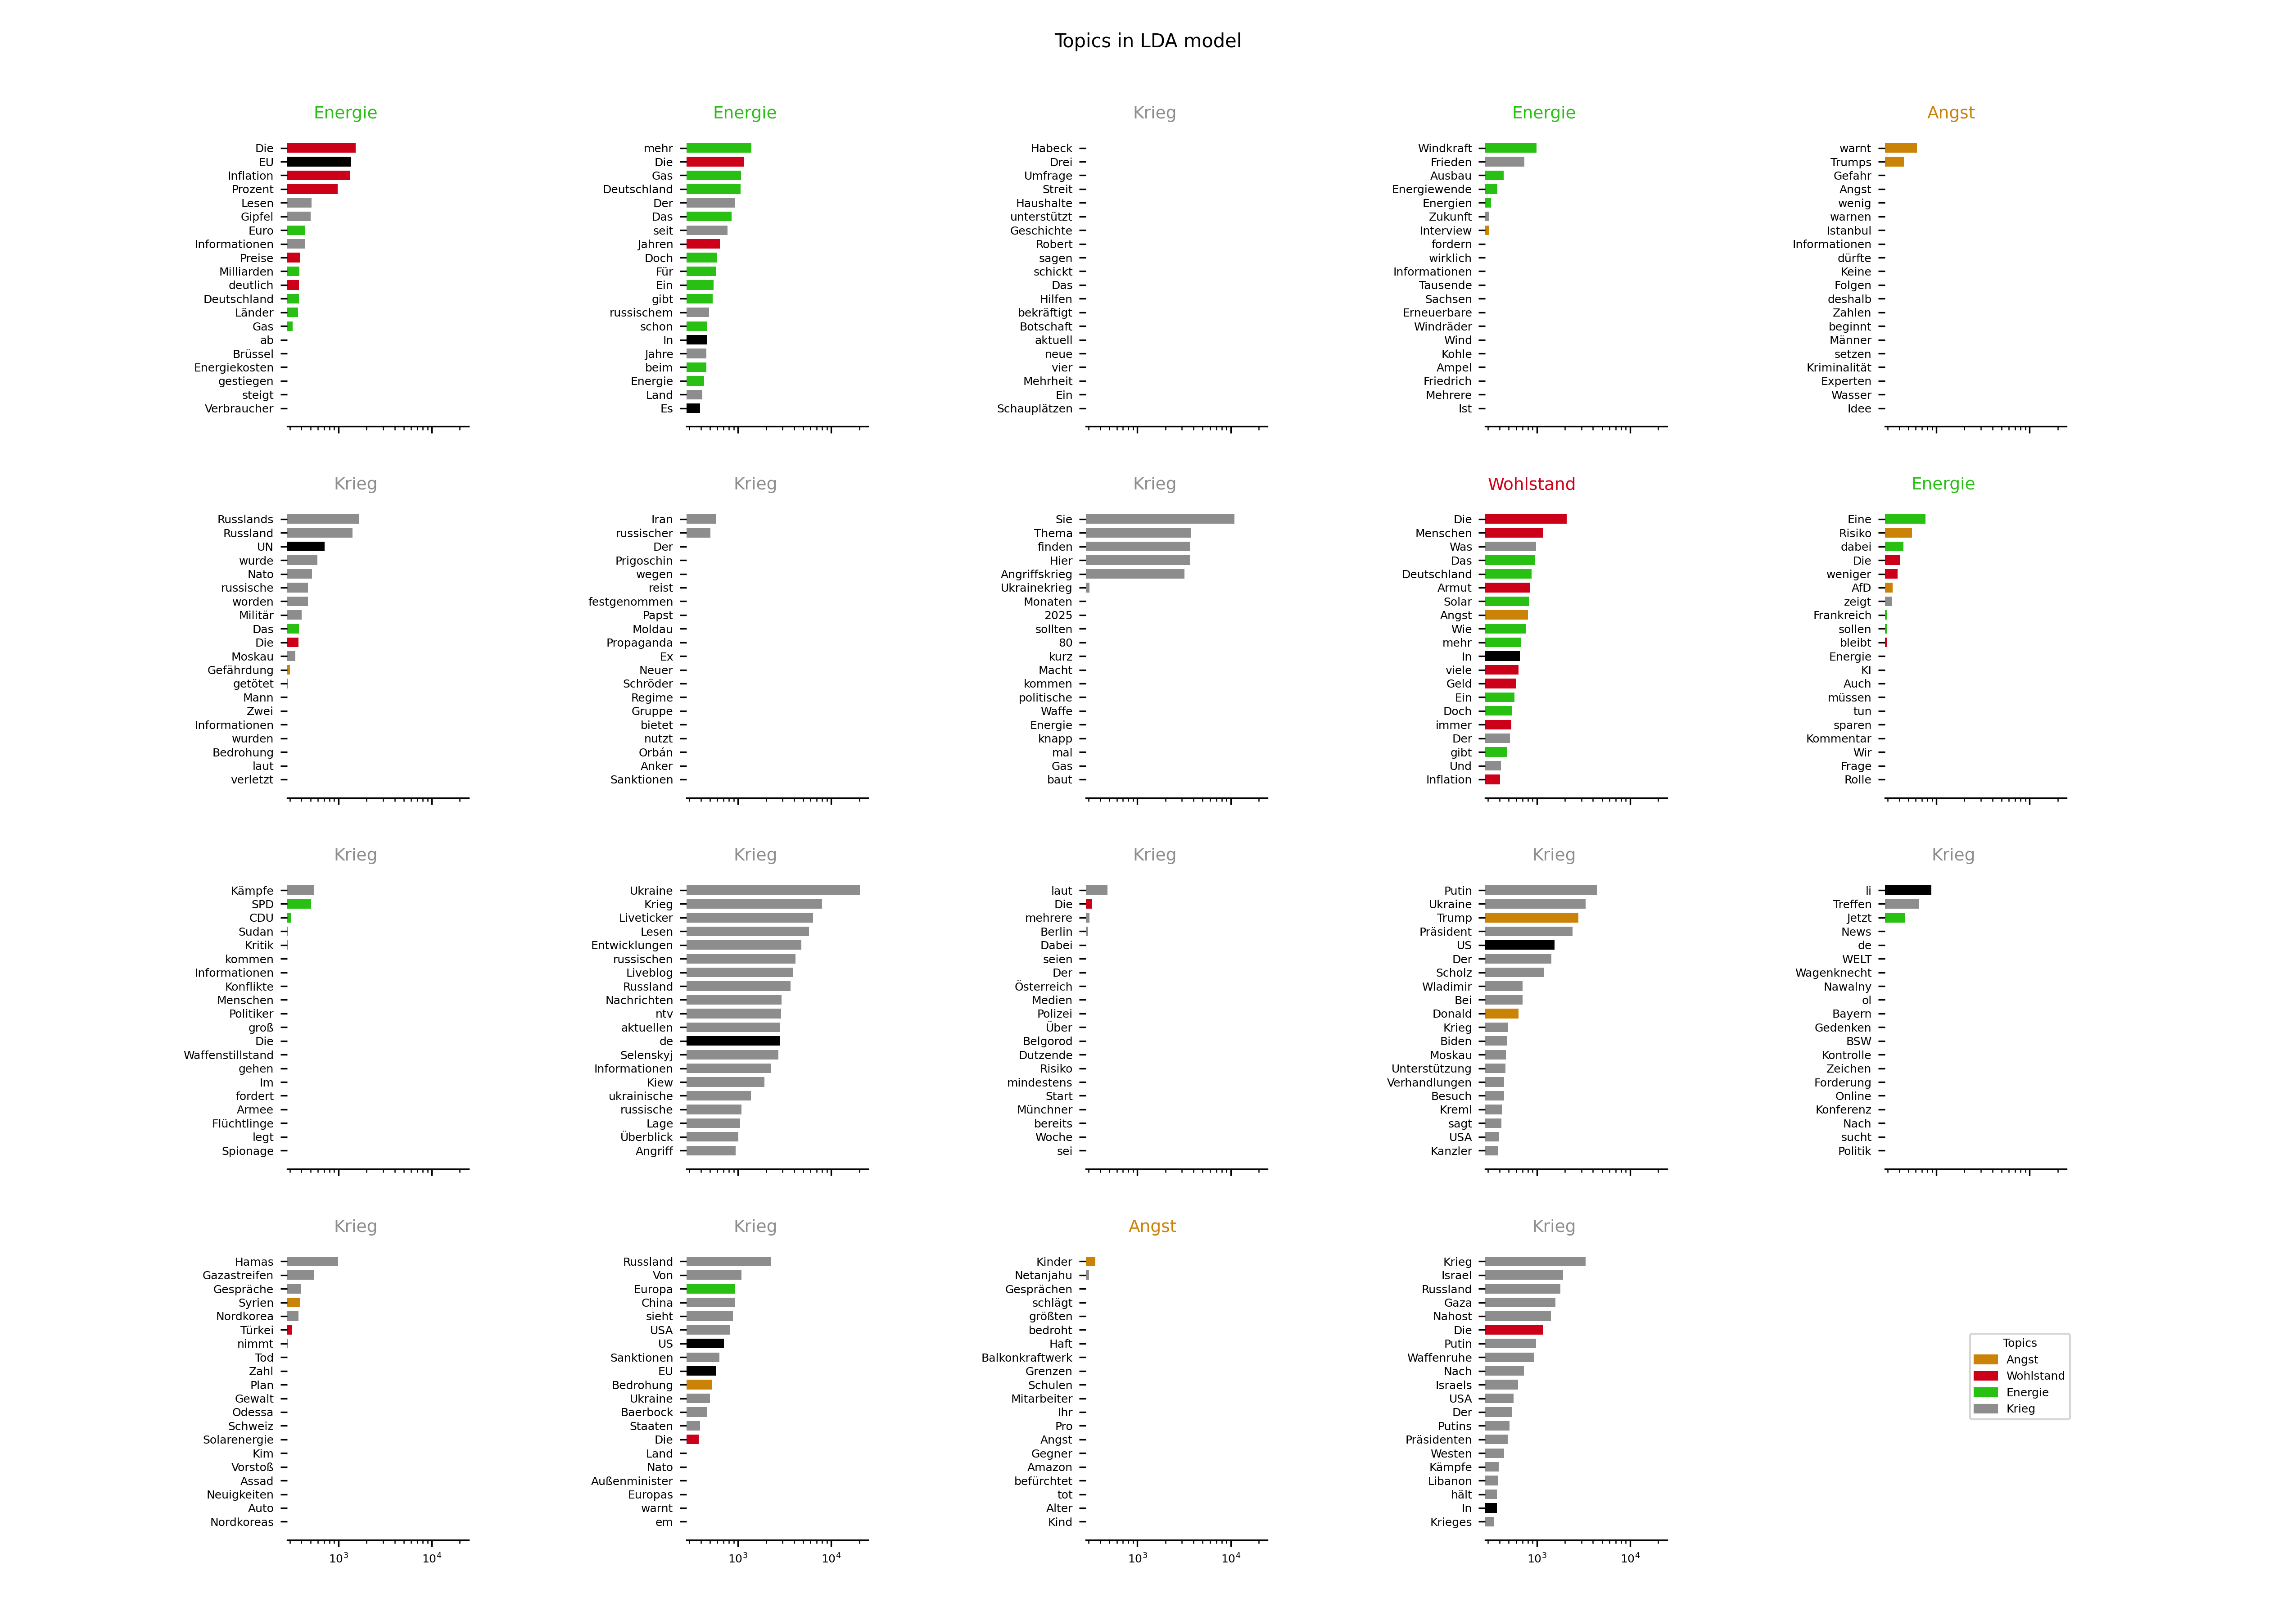 Topics in LDA model
Energie
Die
EU
Inflation
Prozent
Lesen
Gipfel
Euro
Informationen
Preise
Milliarden
deutlich
Deutschland
Länder
Gas
ab
Brüssel
Energiekosten
gestiegen
steigt
Verbraucher
Energie
mehr
Die
Gas
Deutschland
Der
Das
seit
Jahren
Doch
Für
Ein
gibt
russischem
schon
In
Jahre
beim
Energie
Land
Es
Krieg
Habeck
Drei
Umfrage
Streit
Haushalte
unterstützt
Geschichte
Robert
sagen
schickt
Das
Hilfen
bekräftigt
Botschaft
aktuell
neue
vier
Mehrheit
Ein
Schauplätzen
Energie
Windkraft
Frieden
Ausbau
Energiewende
Energien
Zukunft
Interview
fordern
wirklich
Informationen
Tausende
Sachsen
Erneuerbare
Windräder
Wind
Kohle
Ampel
Friedrich
Mehrere
Ist
Angst
warnt
Trumps
Gefahr
Angst
wenig
warnen
Istanbul
Informationen
dürfte
Keine
Folgen
deshalb
Zahlen
beginnt
Männer
setzen
Kriminalität
Experten
Wasser
Idee
Krieg
Russlands
Russland
UN
wurde
Nato
russische
worden
Militär
Das
Die
Moskau
Gefährdung
getötet
Mann
Zwei
Informationen
wurden
Bedrohung
laut
verletzt
Krieg
Iran
russischer
Der
Prigoschin
wegen
reist
festgenommen
Papst
Moldau
Propaganda
Ex
Neuer
Schröder
Regime
Gruppe
bietet
nutzt
Orbán
Anker
Sanktionen
Krieg
Sie
Thema
finden
Hier
Angriffskrieg
Ukrainekrieg
Monaten
2025
sollten
80
kurz
Macht
kommen
politische
Waffe
Energie
knapp
mal
Gas
baut
Wohlstand
Die
Menschen
Was
Das
Deutschland
Armut
Solar
Angst
Wie
mehr
In
viele
Geld
Ein
Doch
immer
Der
gibt
Und
Inflation
Energie
Eine
Risiko
dabei
Die
weniger
AfD
zeigt
Frankreich
sollen
bleibt
Energie
KI
Auch
müssen
tun
sparen
Kommentar
Wir
Frage
Rolle
Krieg
Kämpfe
SPD
CDU
Sudan
Kritik
kommen
Informationen
Konflikte
Menschen
Politiker
groß
Die
Waffenstillstand
gehen
Im
fordert
Armee
Flüchtlinge
legt
Spionage
Krieg
Ukraine
Krieg
Liveticker
Lesen
Entwicklungen
russischen
Liveblog
Russland
Nachrichten
ntv
aktuellen
de
Selenskyj
Informationen
Kiew
ukrainische
russische
Lage
Überblick
Angriff
Krieg
laut
Die
mehrere
Berlin
Dabei
seien
Der
Österreich
Medien
Polizei
Über
Belgorod
Dutzende
Risiko
mindestens
Start
Münchner
bereits
Woche
sei
Krieg
Putin
Ukraine
Trump
Präsident
US
Der
Scholz
Wladimir
Bei
Donald
Krieg
Biden
Moskau
Unterstützung
Verhandlungen
Besuch
Kreml
sagt
USA
Kanzler
Krieg
li
Treffen
Jetzt
News
de
WELT
Wagenknecht
Nawalny
ol
Bayern
Gedenken
BSW
Kontrolle
Zeichen
Forderung
Online
Konferenz
Nach
sucht
Politik
Krieg
Hamas
Gazastreifen
Gespräche
Syrien
Nordkorea
Türkei
nimmt
Tod
Zahl
Plan
Gewalt
Odessa
Schweiz
Solarenergie
Kim
Vorstoß
Assad
Neuigkeiten
Auto
Nordkoreas
10³ 10⁴
Krieg
Russland
Von
Europa
China
sieht
USA
US
Sanktionen
EU
Bedrohung
Ukraine
Baerbock
Staaten
Die
Land
Nato
Außenminister
Europas
warnt
em
10³ 10⁴
Angst
Kinder
Netanjahu
Gesprächen
schlägt
größten
bedroht
Haft
Balkonkraftwerk
Grenzen
Schulen
Mitarbeiter
Ihr
Pro
Angst
Gegner
Amazon
befürchtet
tot
Alter
Kind
10³ 10⁴
Krieg
Krieg
Israel
Russland
Gaza
Nahost
Die
Putin
Waffenruhe
Nach
Israels
USA
Der
Putins
Präsidenten
Westen
Kämpfe
Libanon
hält
In
Krieges
10³ 10⁴
Topics
Angst
Wohlstand
Energie
Krieg